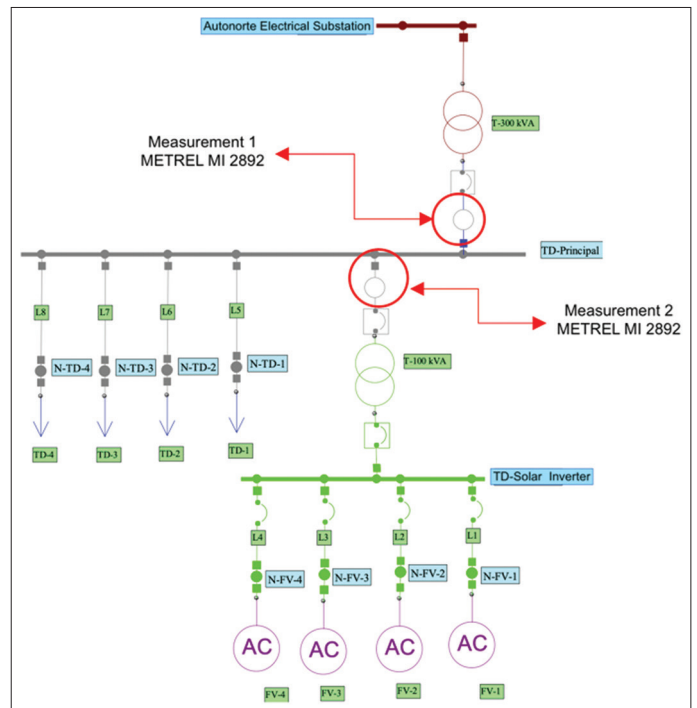 Autonorte Electrical Substation
T-300 kVA
Measurement 1
METREL MI 2892
TD-Principal
L8
L7
L6
L5
Measurement 2
METREL MI 2892
N-TD-4
N-TD-3
N-TD-2
N-TD-1
T-100 kVA
TD-4
TD-3
TD-2
TD-1
TD-Solar Inverter
L4
L3
L2
L1
N-FV-4
N-FV-3
N-FV-2
N-FV-1
AC
AC
AC
AC
FV-4
FV-3
FV-2
FV-1